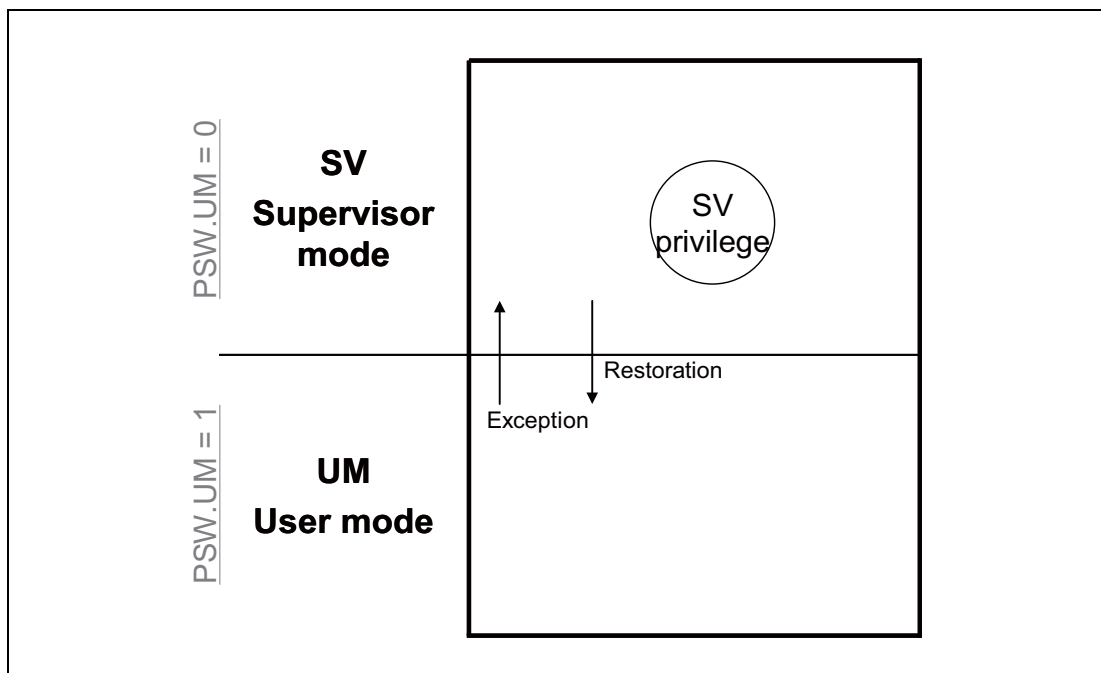 PSW.UM = 0
SV
Supervisor
mode
SV
privilege
Restoration
Exception
PSW.UM = 1
UM
User mode